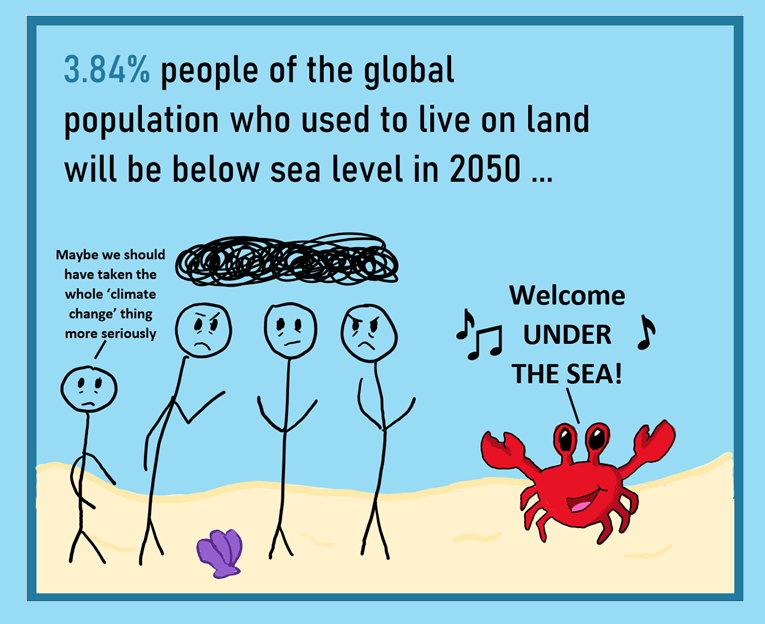 3.84% people of the global
population who used to live on land
will be below sea level in 2050 ...
Maybe we should
have taken the
whole ‘climate
change’ thing
more seriously
Welcome
UNDER
THE SEA!